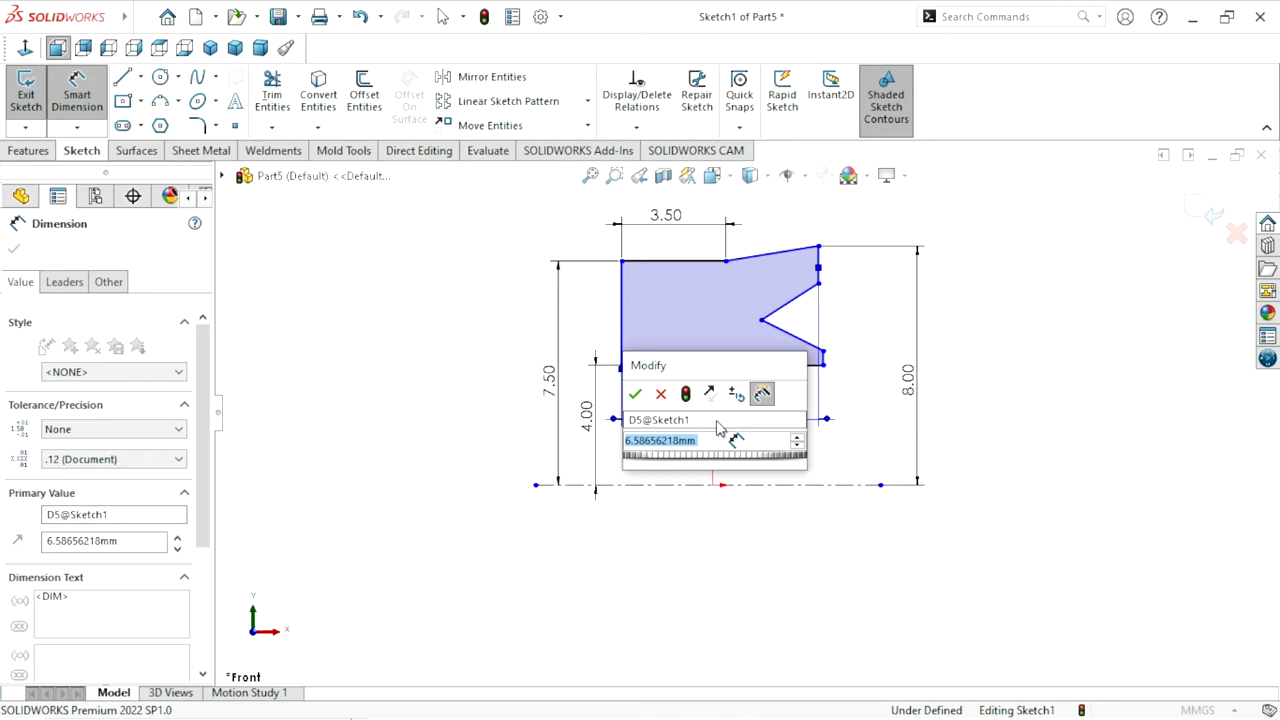 SOLIDWORKS
Sketch1 of Part5 *
Search Commands
Exit Sketch
Smart Dimension
Trim Entities
Convert Entities
Offset Entities
Offset On Surface
Mirror Entities
Linear Sketch Pattern
Move Entities
Display/Delete Relations
Repair Sketch
Quick Snaps
Rapid Sketch
Instant2D
Shaded Sketch Contours
Features
Sketch
Surfaces
Sheet Metal
Weldments
Mold Tools
Direct Editing
Evaluate
SOLIDWORKS Add-Ins
SOLIDWORKS CAM
Part5 (Default) <<Default...
Dimension
Value
Leaders
Other
Style
<NONE>
Tolerance/Precision
None
.12 (Document)
Primary Value
D5@Sketch1
6.58656218mm
Dimension Text
<DIM>
3.50
7.50
4.00
8.00
Modify
D5@Sketch1
6.58656218mm
Y
X
*Front
Model
3D Views
Motion Study 1
SOLIDWORKS Premium 2022 SP1.0
Under Defined
Editing Sketch1
MMGS